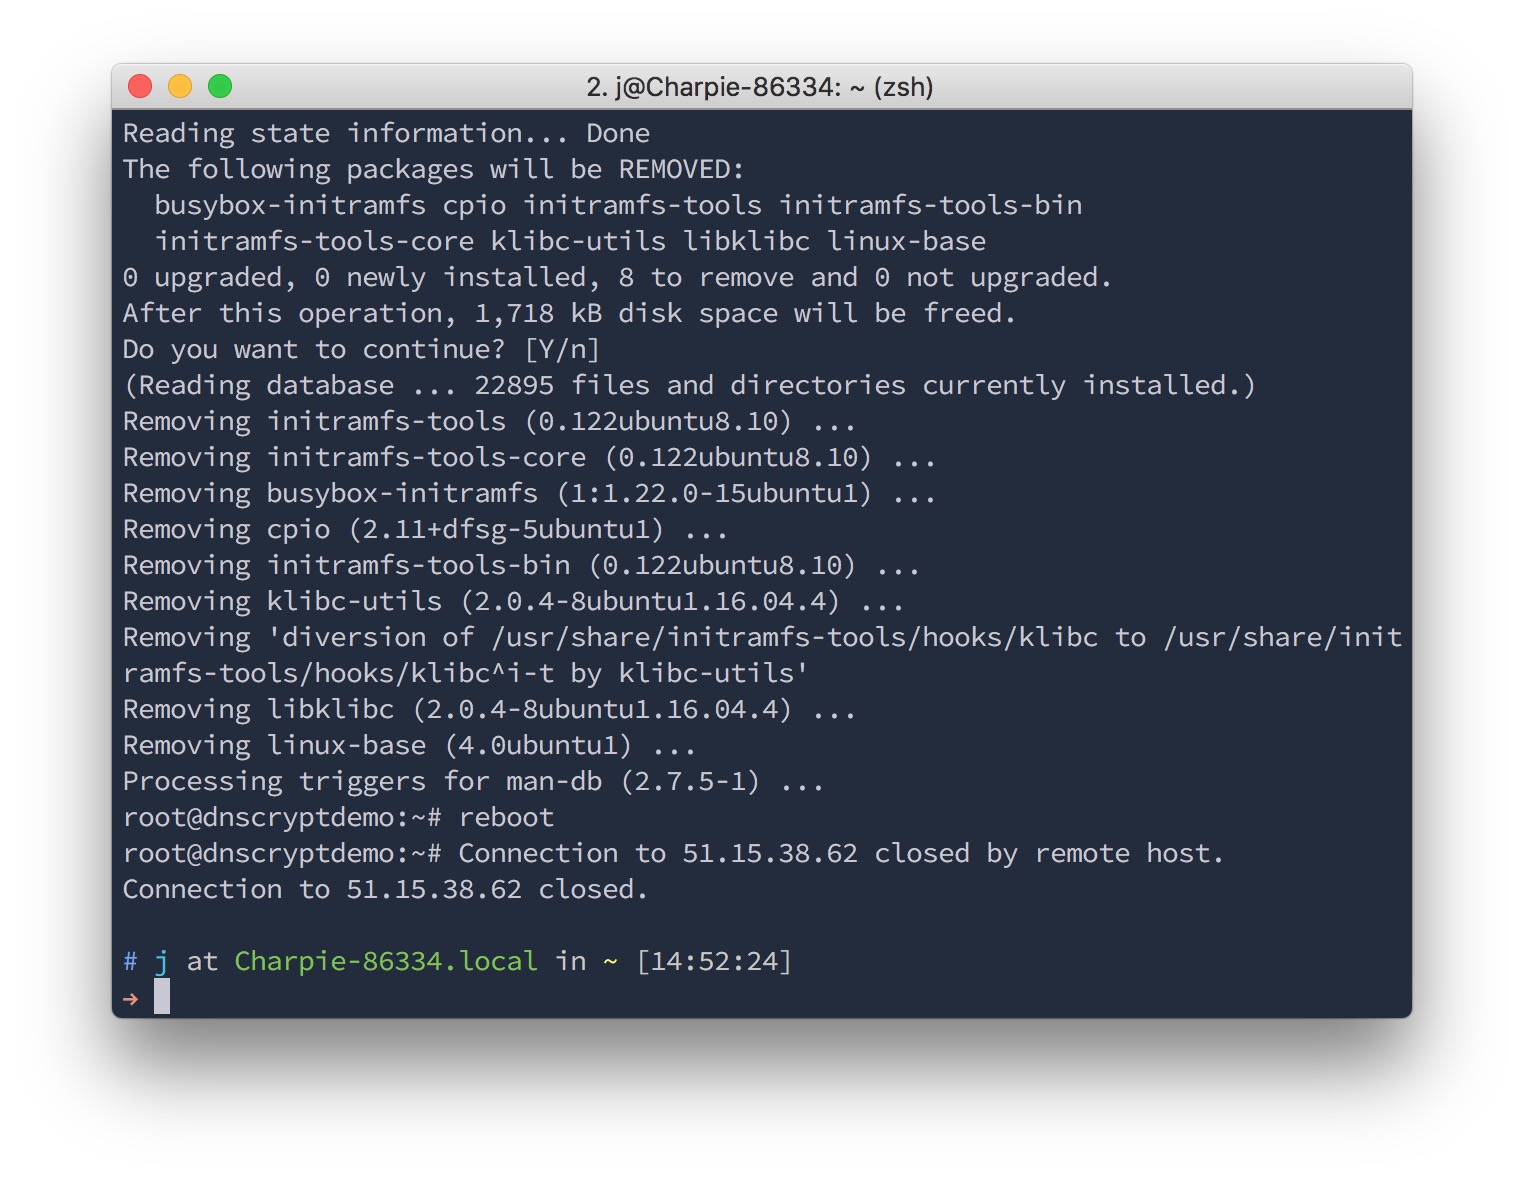 2. j@Charpie-86334: ~ (zsh)
Reading state information... Done
The following packages will be REMOVED:
  busybox-initramfs cpio initramfs-tools initramfs-tools-bin
  initramfs-tools-core klibc-utils libklibc linux-base
0 upgraded, 0 newly installed, 8 to remove and 0 not upgraded.
After this operation, 1,718 kB disk space will be freed.
Do you want to continue? [Y/n]
(Reading database ... 22895 files and directories currently installed.)
Removing initramfs-tools (0.122ubuntu8.10) ...
Removing initramfs-tools-core (0.122ubuntu8.10) ...
Removing busybox-initramfs (1:1.22.0-15ubuntu1) ...
Removing cpio (2.11+dfsg-5ubuntu1) ...
Removing initramfs-tools-bin (0.122ubuntu8.10) ...
Removing klibc-utils (2.0.4-8ubuntu1.16.04.4) ...
Removing 'diversion of /usr/share/initramfs-tools/hooks/klibc to /usr/share/init
ramfs-tools/hooks/klibc^i-t by klibc-utils'
Removing libklibc (2.0.4-8ubuntu1.16.04.4) ...
Removing linux-base (4.0ubuntu1) ...
Processing triggers for man-db (2.7.5-1) ...
root@dnscryptdemo:~# reboot
root@dnscryptdemo:~# Connection to 51.15.38.62 closed by remote host.
Connection to 51.15.38.62 closed.
# j at Charpie-86334.local in ~ [14:52:24]
→